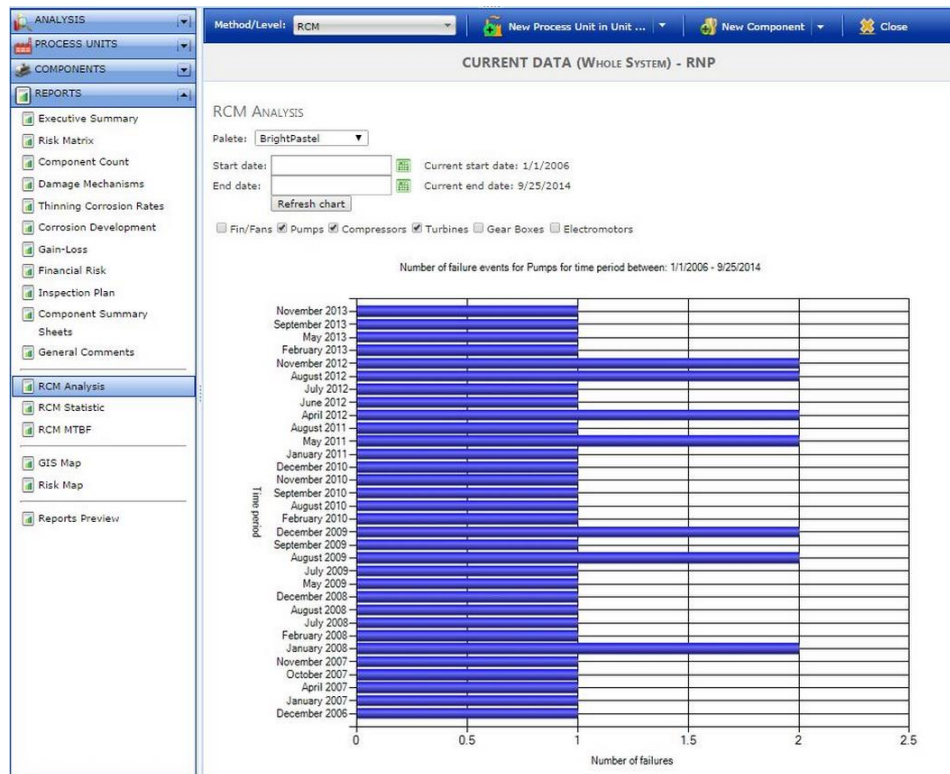 ANALYSIS
PROCESS UNITS
COMPONENTS
REPORTS
Executive Summary
Risk Matrix
Component Count
Damage Mechanisms
Thinning Corrosion Rates
Corrosion Development
Gain-Loss
Financial Risk
Inspection Plan
Component Summary
Sheets
General Comments
RCM Analysis
RCM Statistic
RCM MTBF
GIS Map
Risk Map
Reports Preview
Method/Level: RCM New Process Unit in Unit ... New Component Close
CURRENT DATA (WHOLE SYSTEM) - RNP
RCM ANALYSIS
Palete: BrightPastel
Start date: Current start date: 1/1/2006
End date: Current end date: 9/25/2014
Refresh chart
Fin/Fans Pumps Compressors Turbines Gear Boxes Electromotors
Number of failure events for Pumps for time period between: 1/1/2006 - 9/25/2014
Time period
November 2013
September 2013
May 2013
February 2013
November 2012
August 2012
July 2012
June 2012
April 2012
August 2011
May 2011
January 2011
December 2010
November 2010
September 2010
August 2010
February 2010
December 2009
September 2009
August 2009
July 2009
May 2009
December 2008
August 2008
July 2008
February 2008
January 2008
November 2007
October 2007
April 2007
January 2007
December 2006
0 0.5 1 1.5 2 2.5
Number of failures